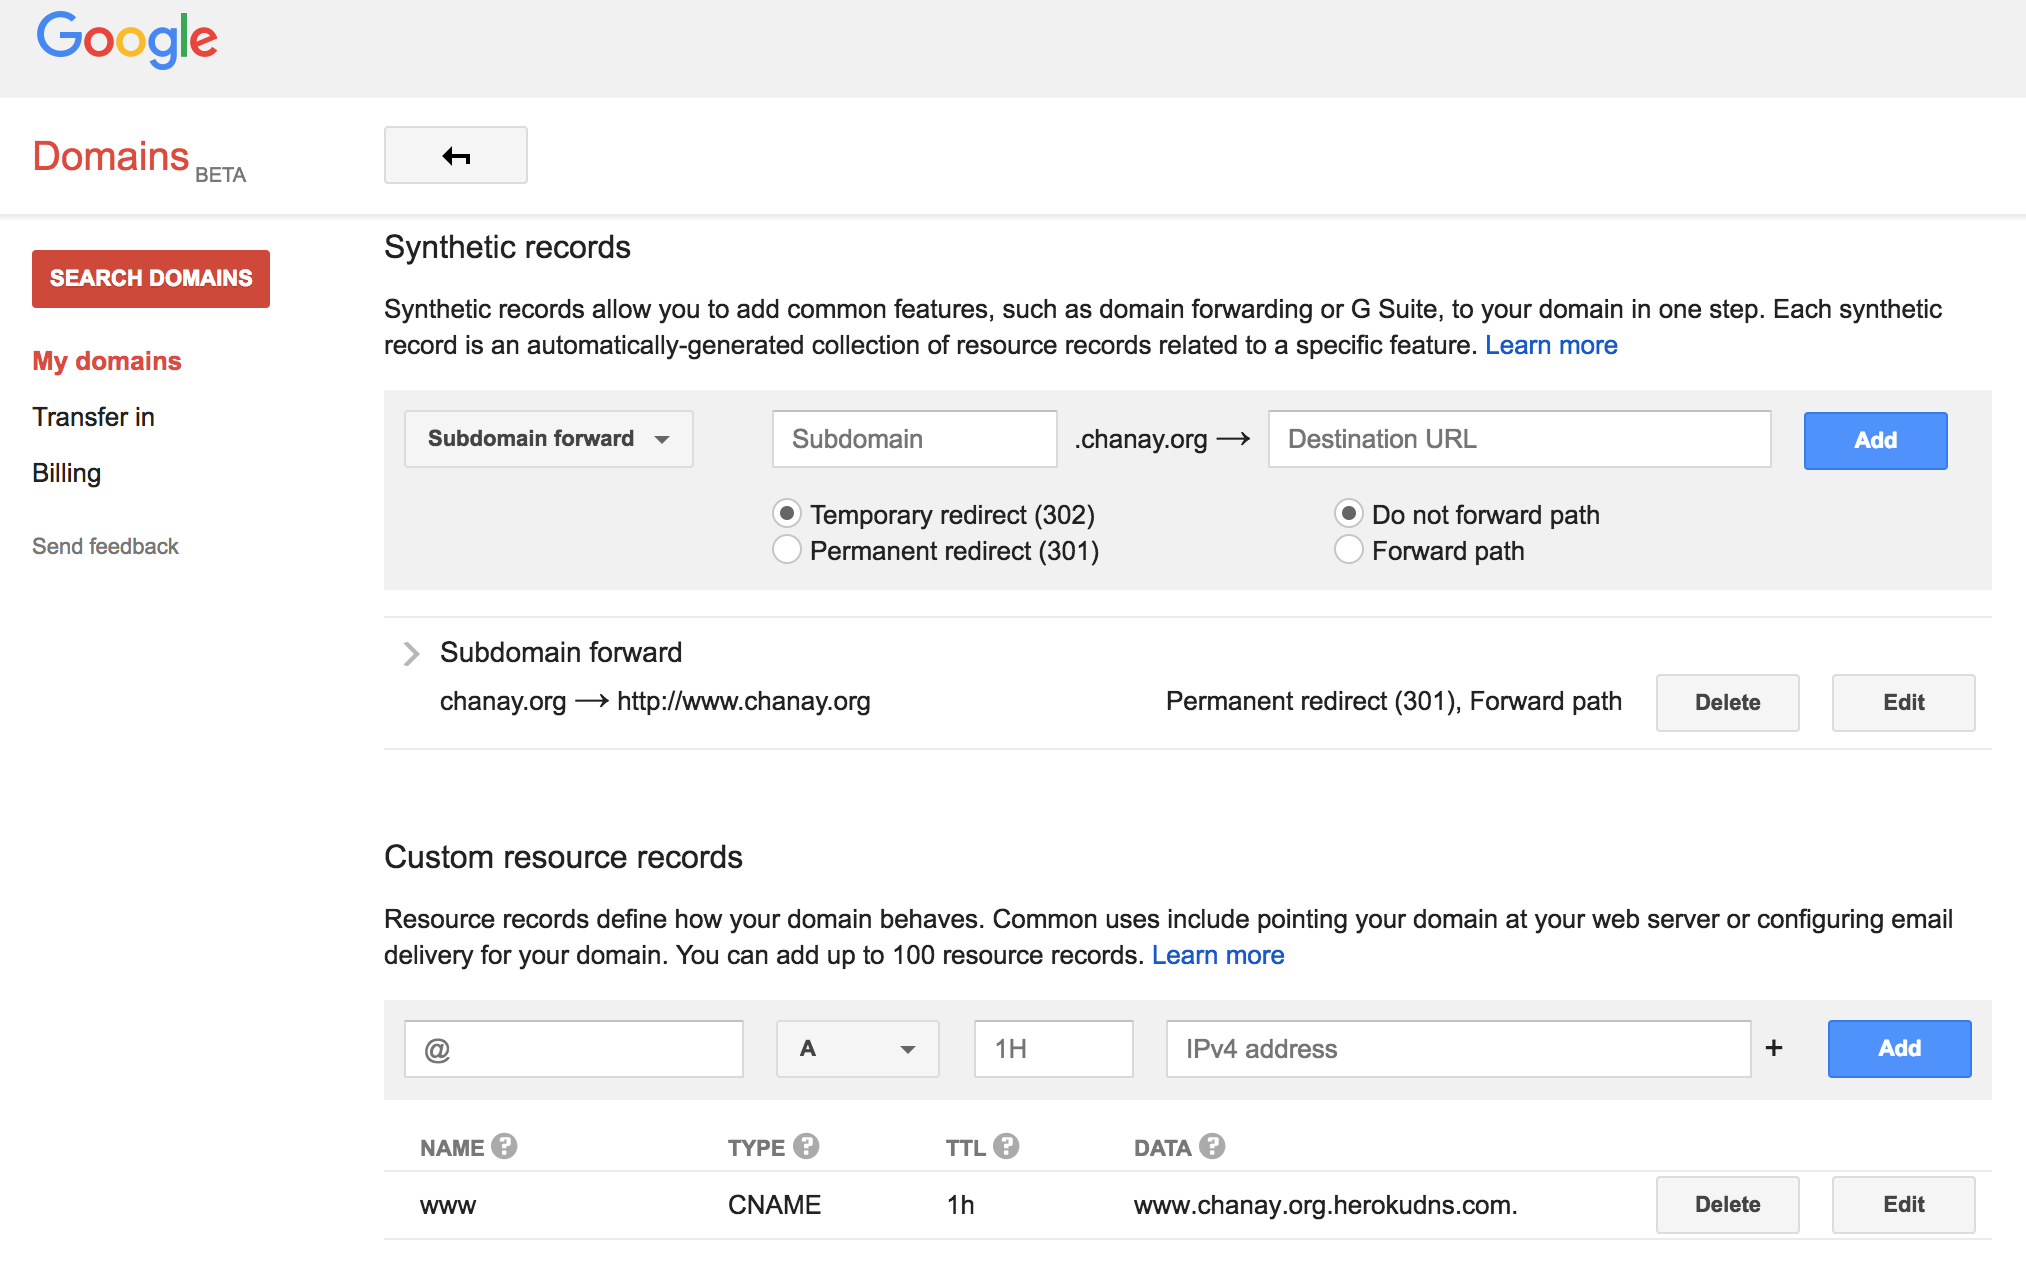 Google
Domains BETA
SEARCH DOMAINS
My domains
Transfer in
Billing
Send feedback
Synthetic records
Synthetic records allow you to add common features, such as domain forwarding or G Suite, to your domain in one step. Each synthetic
record is an automatically-generated collection of resource records related to a specific feature. Learn more
Subdomain forward Subdomain .chanay.org → Destination URL Add
Temporary redirect (302) Do not forward path
Permanent redirect (301) Forward path
Subdomain forward
chanay.org → http://www.chanay.org Permanent redirect (301), Forward path Delete Edit
Custom resource records
Resource records define how your domain behaves. Common uses include pointing your domain at your web server or configuring email
delivery for your domain. You can add up to 100 resource records. Learn more
@ A 1H IPv4 address + Add
NAME ? TYPE ? TTL ? DATA ?
www CNAME 1h www.chanay.org.herokudns.com. Delete Edit